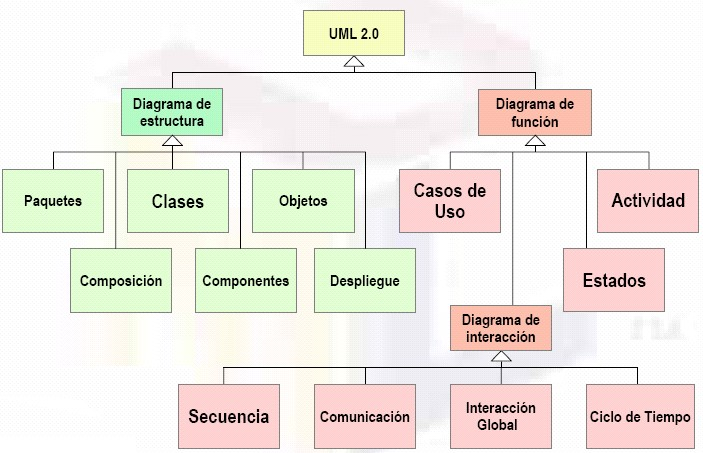 UML 2.0
Diagrama de
estructura
Diagrama de
función
Paquetes
Clases
Objetos
Casos de
Uso
Actividad
Composición
Componentes
Despliegue
Estados
Diagrama de
interacción
Secuencia
Comunicación
Interacción
Global
Ciclo de Tiempo